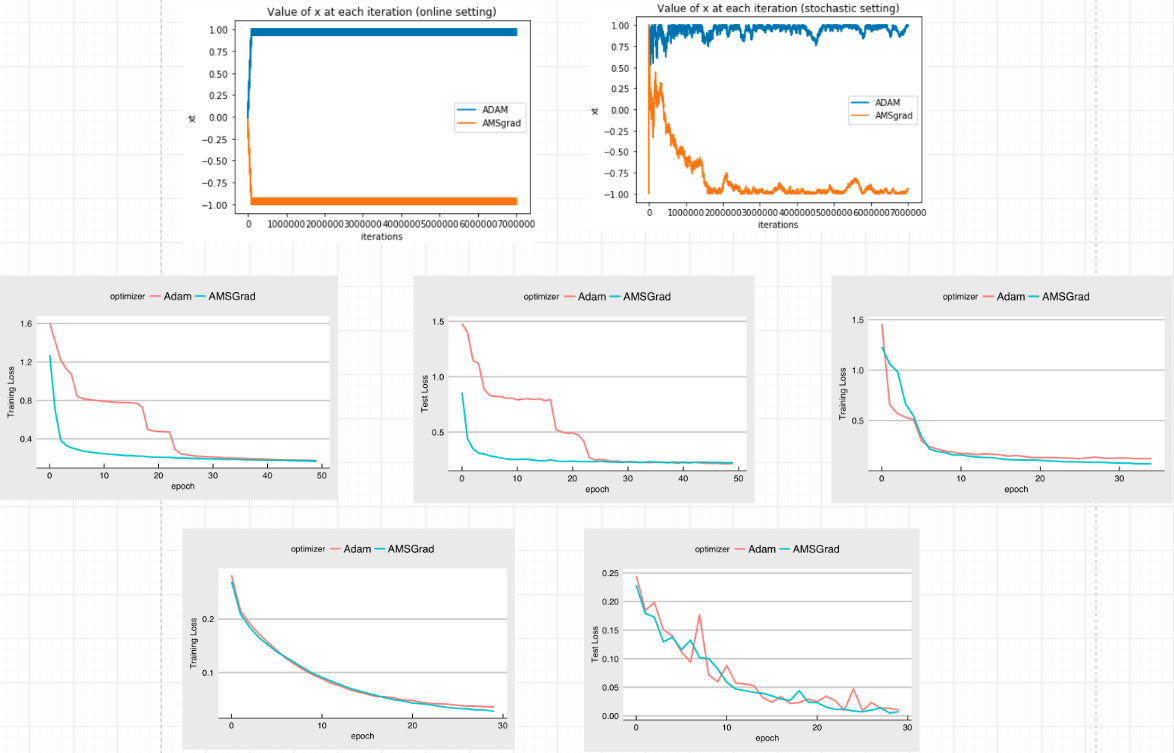 Value of x at each iteration (online setting)
1.00
0.75
0.50
0.25
0.00
−0.25
−0.50
−0.75
−1.00
xt
ADAM
AMSgrad
0 1000000 2000000 3000000 4000000 5000000 6000000 7000000
iterations
Value of x at each iteration (stochastic setting)
1.00
0.75
0.50
0.25
0.00
−0.25
−0.50
−0.75
−1.00
xt
ADAM
AMSgrad
0 1000000 2000000 3000000 4000000 5000000 6000000 7000000
iterations
optimizer Adam AMSGrad
1.6
1.2
0.8
0.4
Training Loss
0 10 20 30 40 50
epoch
optimizer Adam AMSGrad
1.5
1.0
0.5
Test Loss
0 10 20 30 40 50
epoch
optimizer Adam AMSGrad
1.5
1.0
0.5
Training Loss
0 10 20 30
epoch
optimizer Adam AMSGrad
0.2
0.1
Training Loss
0 10 20 30
epoch
optimizer Adam AMSGrad
0.25
0.20
0.15
0.10
0.05
0.00
Test Loss
0 10 20 30
epoch